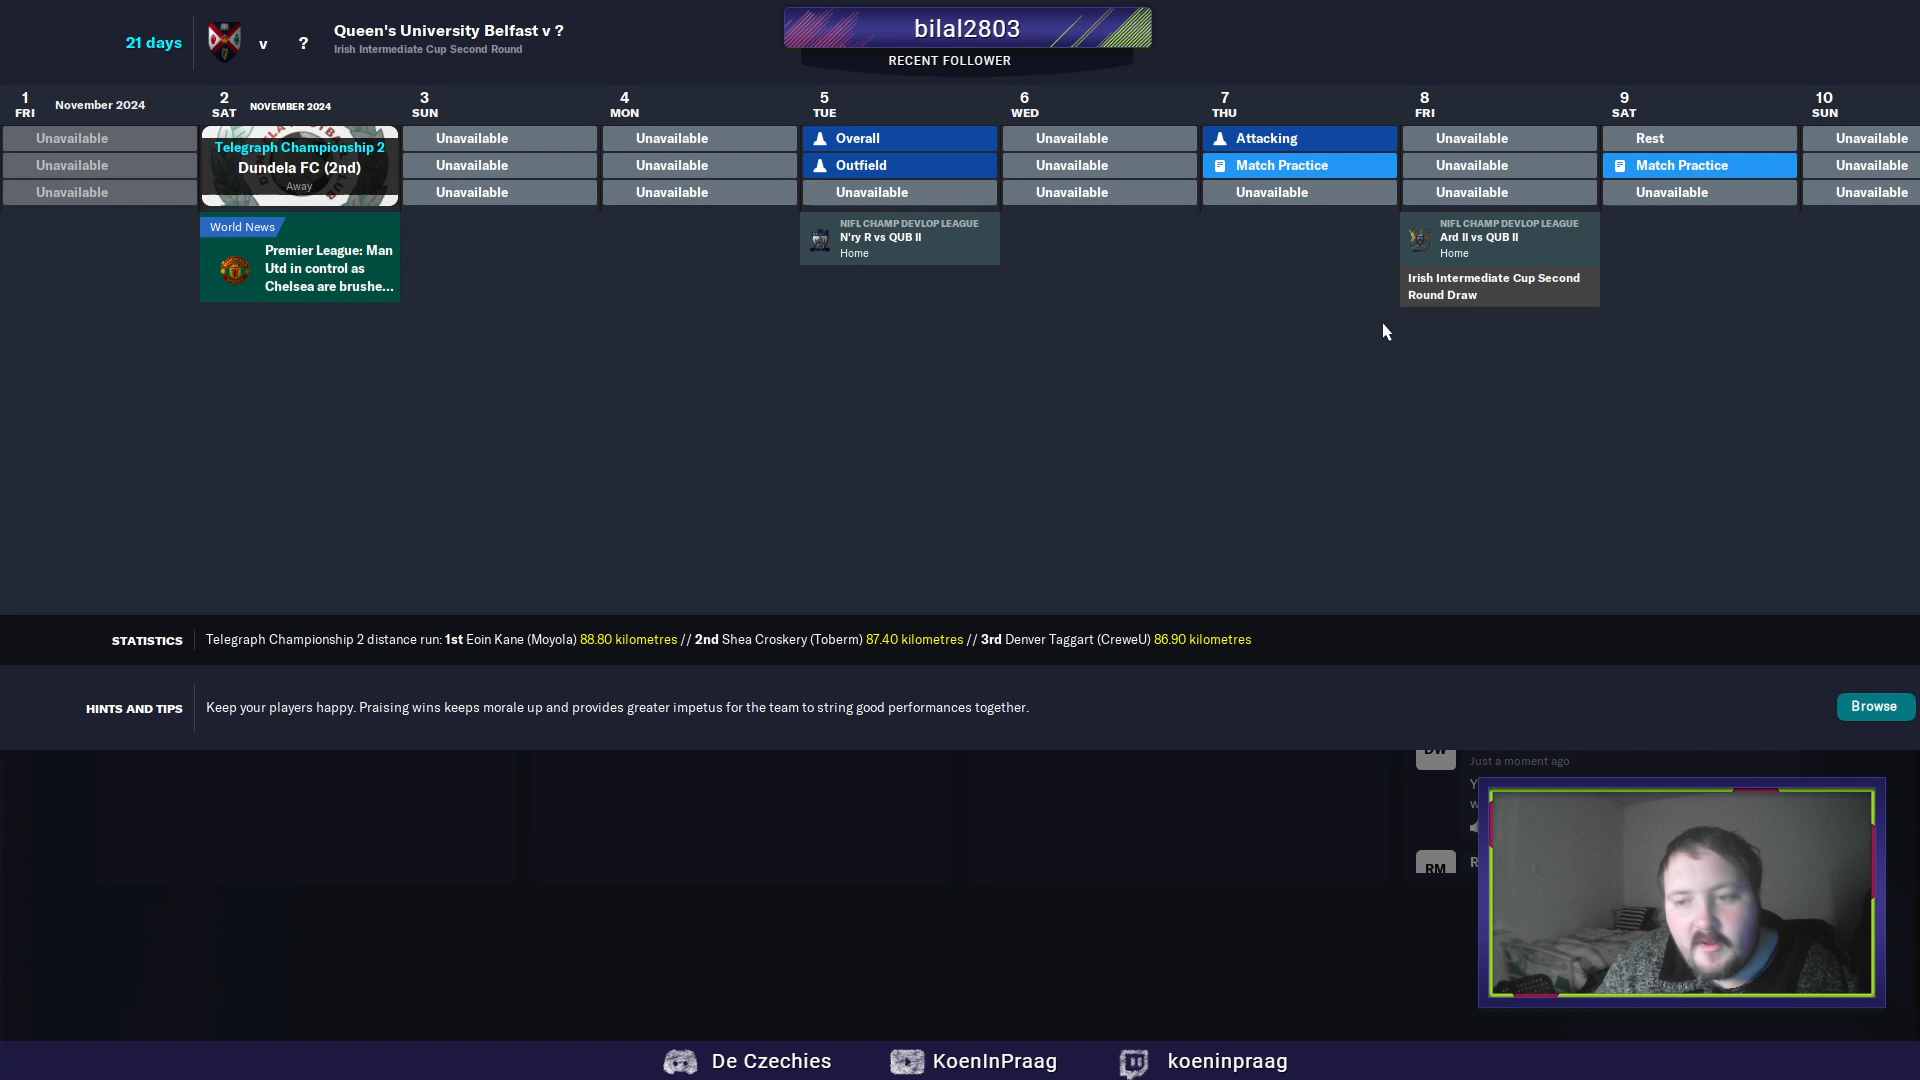 21 days
v
?
Queen's University Belfast v ?
Irish Intermediate Cup Second Round
bilal2803
RECENT FOLLOWER
1
FRI
November 2024
2
SAT
NOVEMBER 2024
3
SUN
4
MON
5
TUE
6
WED
7
THU
8
FRI
9
SAT
10
SUN
Unavailable
Unavailable
Unavailable
Telegraph Championship 2
Dundela FC (2nd)
Away
Unavailable
Unavailable
Unavailable
Unavailable
Unavailable
Unavailable
Overall
Outfield
Unavailable
Unavailable
Unavailable
Unavailable
Attacking
Match Practice
Unavailable
Unavailable
Unavailable
Unavailable
Rest
Match Practice
Unavailable
Unavailable
Unavailable
Unavailable
World News
Premier League: Man
Utd in control as
Chelsea are brushe...
NIFL CHAMP DEVLOP LEAGUE
N'ry R vs QUB II
Home
NIFL CHAMP DEVLOP LEAGUE
Ard II vs QUB II
Home
Irish Intermediate Cup Second
Round Draw
STATISTICS
Telegraph Championship 2 distance run: 1st Eoin Kane (Moyola) 88.80 kilometres // 2nd Shea Croskery (Toberm) 87.40 kilometres // 3rd Denver Taggart (CreweU) 86.90 kilometres
HINTS AND TIPS
Keep your players happy. Praising wins keeps morale up and provides greater impetus for the team to string good performances together.
Browse
Just a moment ago
RM
De Czechies
KoenInPraag
koeninpraag